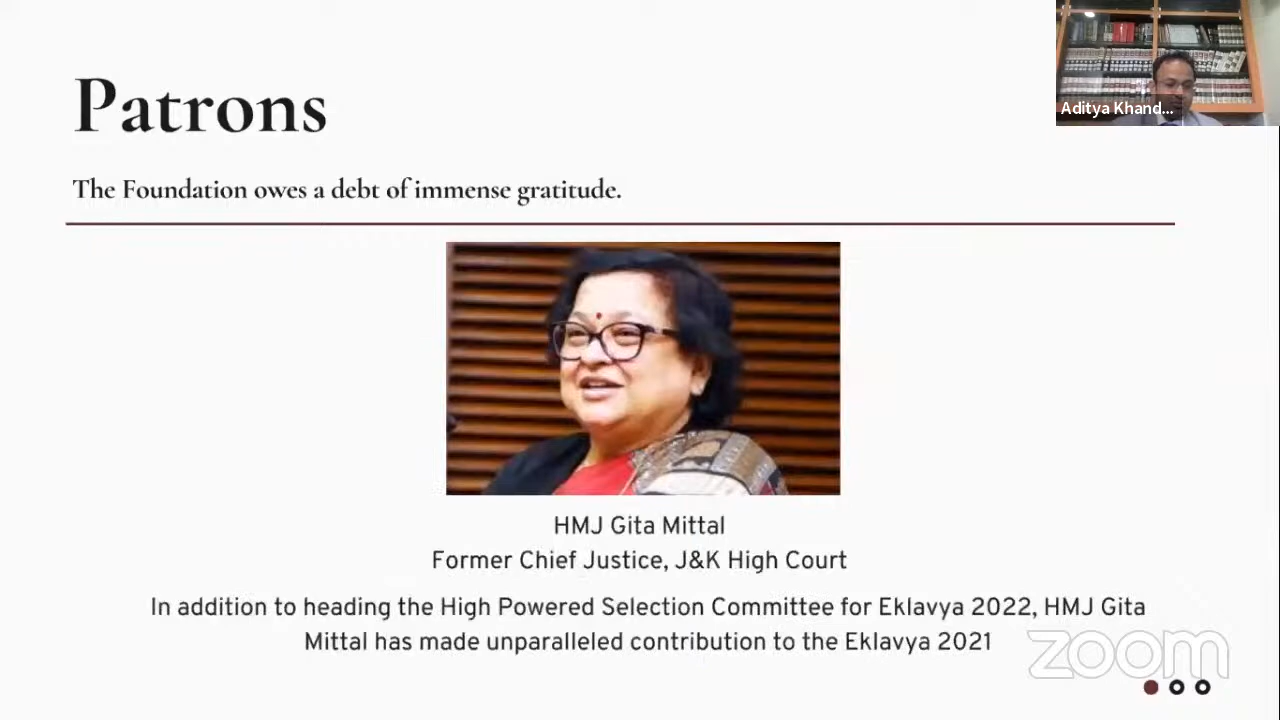 Patrons
Aditya Khand...
The Foundation owes a debt of immense gratitude.
HMJ Gita Mittal
Former Chief Justice, J&K High Court
In addition to heading the High Powered Selection Committee for Eklavya 2022, HMJ Gita
Mittal has made unparalleled contribution to the Eklavya 2021
zoom